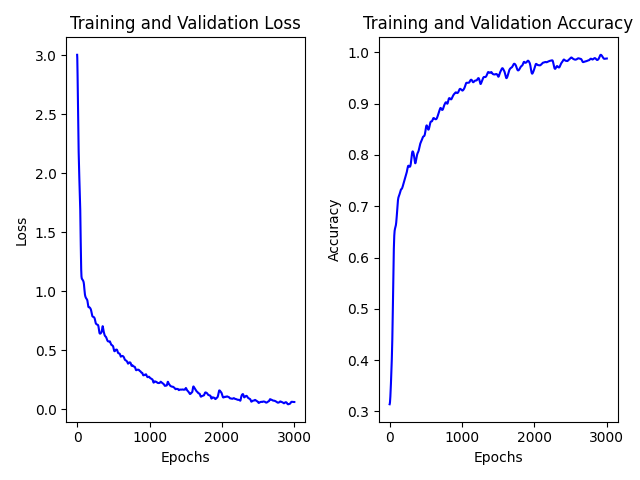 Training and Validation Loss
3.0
2.5
2.0
1.5
1.0
0.5
0.0
Loss
0 1000 2000 3000
Epochs
Training and Validation Accuracy
1.0
0.9
0.8
0.7
0.6
0.5
0.4
0.3
Accuracy
0 1000 2000 3000
Epochs